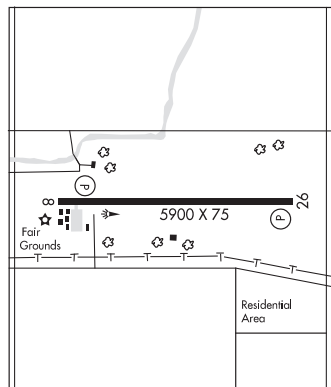 P
8
26
5900 X 75
P
Fair
Grounds
T T T T T T T
Residential
Area